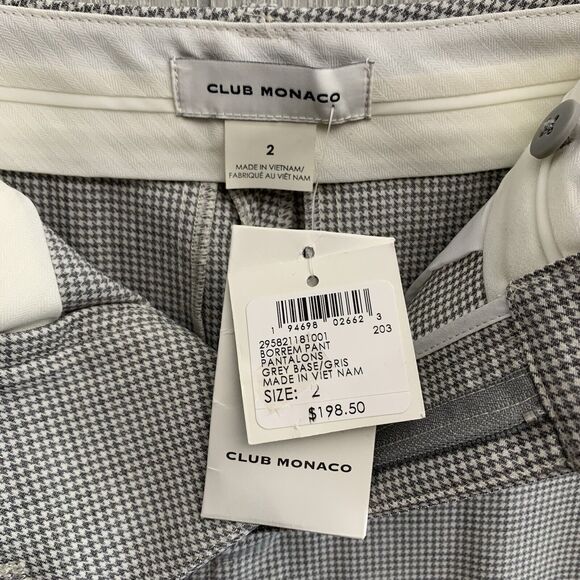 CLUB MONACO
2
MADE IN VIETNAM/
FABRIQUÉ AU VIÊT NAM
1 94698 02662 3
295821181001 203
BORREM PANT
PANTALONS
GREY BASE/GRIS
MADE IN VIET NAM
SIZE: 2
$198.50
CLUB MONACO